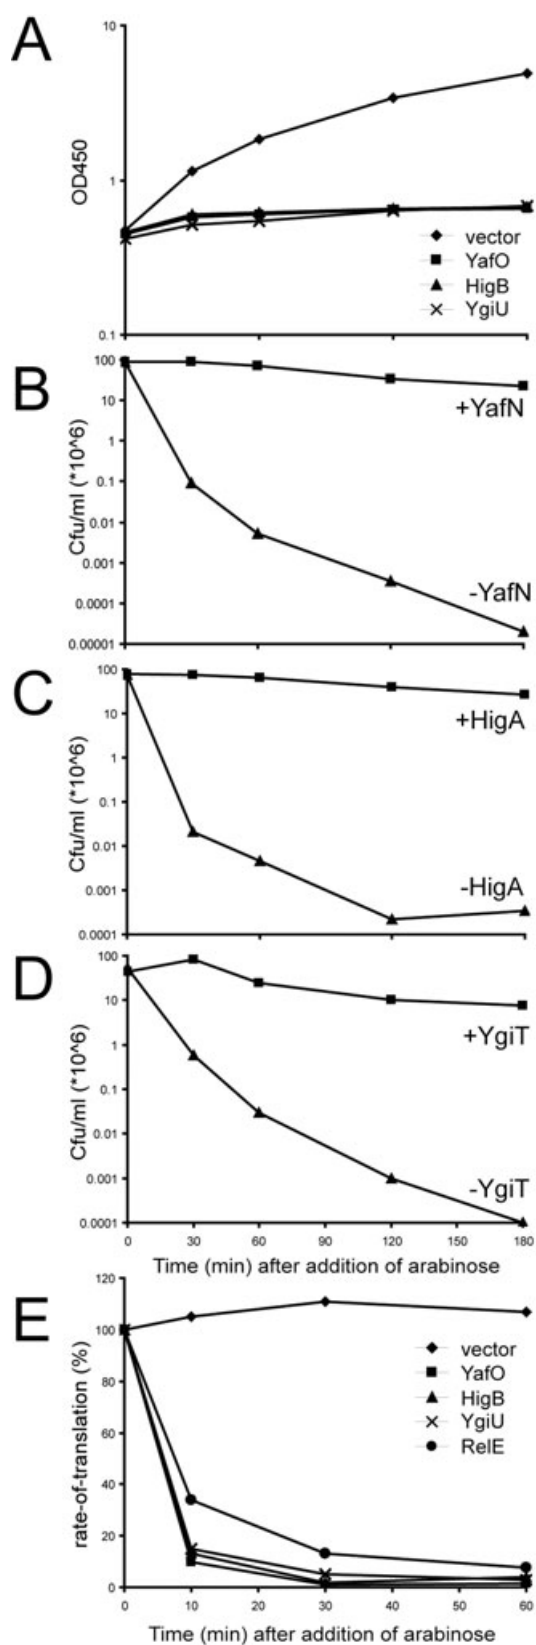 A
10
OD450
1
0.1
vector
YafO
HigB
YgiU
B
100
10
1
0.1
0.01
0.001
0.0001
0.00001
Cfu/ml (*10^6)
+YafN
-YafN
C
100
10
1
0.1
0.01
0.001
0.0001
Cfu/ml (*10^6)
+HigA
-HigA
D
100
10
1
0.1
0.01
0.001
0.0001
Cfu/ml (*10^6)
+YgiT
-YgiT
0 30 60 90 120 150 180
Time (min) after addition of arabinose
E
120
100
80
60
40
20
0
rate-of-translation (%)
vector
YafO
HigB
YgiU
RelE
0 10 20 30 40 50 60
Time (min) after addition of arabinose